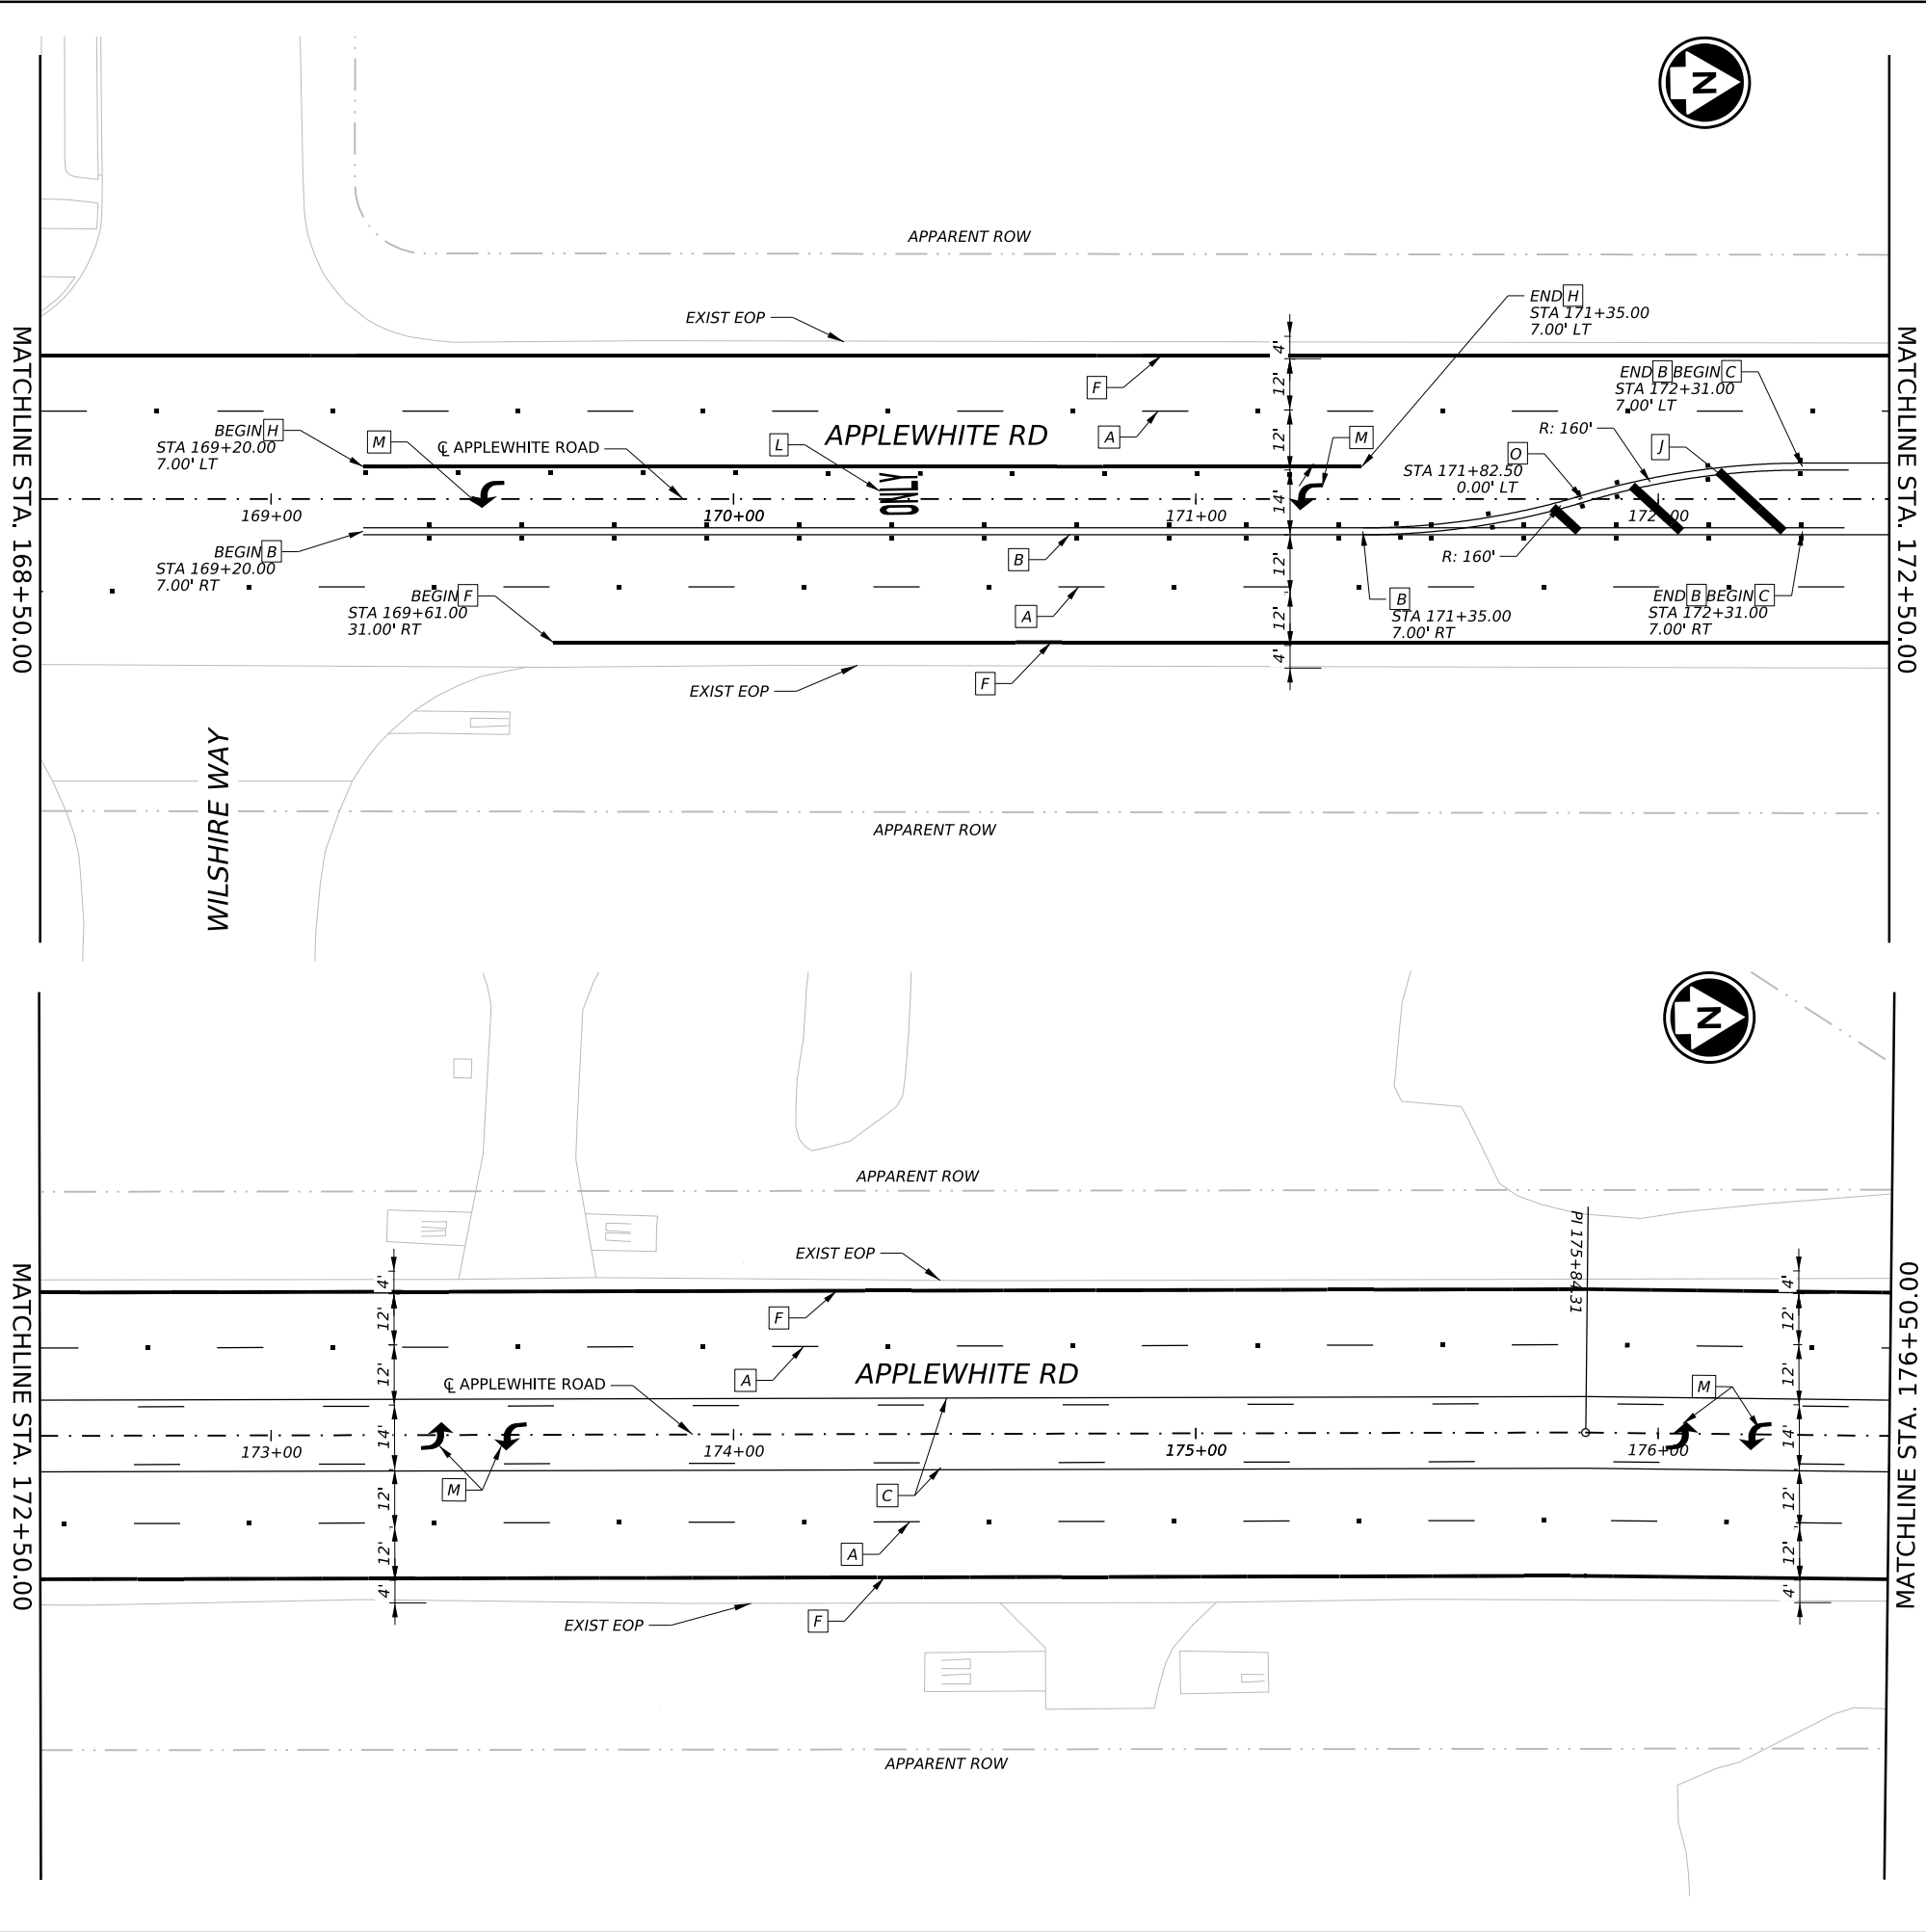 N
APPARENT ROW
EXIST EOP
END H
STA 171+35.00
7.00' LT
4'
12'
12'
14'
12'
12'
4'
F
END B BEGIN C
STA 172+31.00
7.00' LT
BEGIN H
STA 169+20.00
7.00' LT
M
℄ APPLEWHITE ROAD
L
APPLEWHITE RD
A
M
R: 160'
O
J
STA 171+82.50
0.00' LT
ONLY
169+00
170+00
171+00
172+00
BEGIN B
STA 169+20.00
7.00' RT
B
R: 160'
BEGIN F
STA 169+61.00
31.00' RT
A
B
STA 171+35.00
7.00' RT
END B BEGIN C
STA 172+31.00
7.00' RT
F
EXIST EOP
MATCHLINE STA. 168+50.00
MATCHLINE STA. 172+50.00
WILSHIRE WAY
APPARENT ROW
N
APPARENT ROW
PI 175+84.31
EXIST EOP
4'
12'
12'
14'
12'
12'
4'
4'
12'
12'
14'
12'
12'
4'
F
A
APPLEWHITE RD
℄ APPLEWHITE ROAD
M
173+00
174+00
175+00
176+00
M
C
A
F
EXIST EOP
MATCHLINE STA. 172+50.00
MATCHLINE STA. 176+50.00
APPARENT ROW